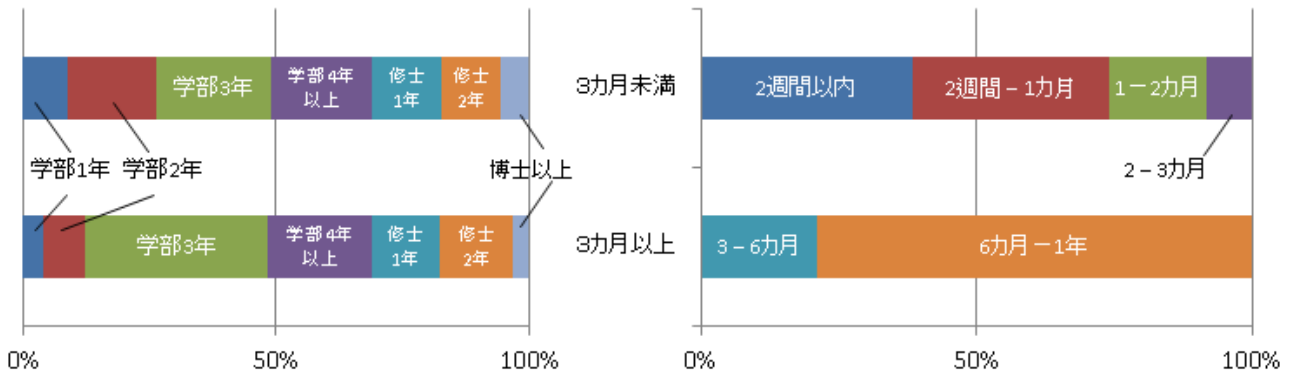 学部3年
学部4年
以上
修士
1年
修士
2年
3カ月未満
2週間以内
2週間－1カ月
1－2カ月
学部1年
学部2年
博士以上
2－3カ月
学部3年
学部4年
以上
修士
1年
修士
2年
3カ月以上
3－6カ月
6カ月－1年
0%
50%
100%
0%
50%
100%